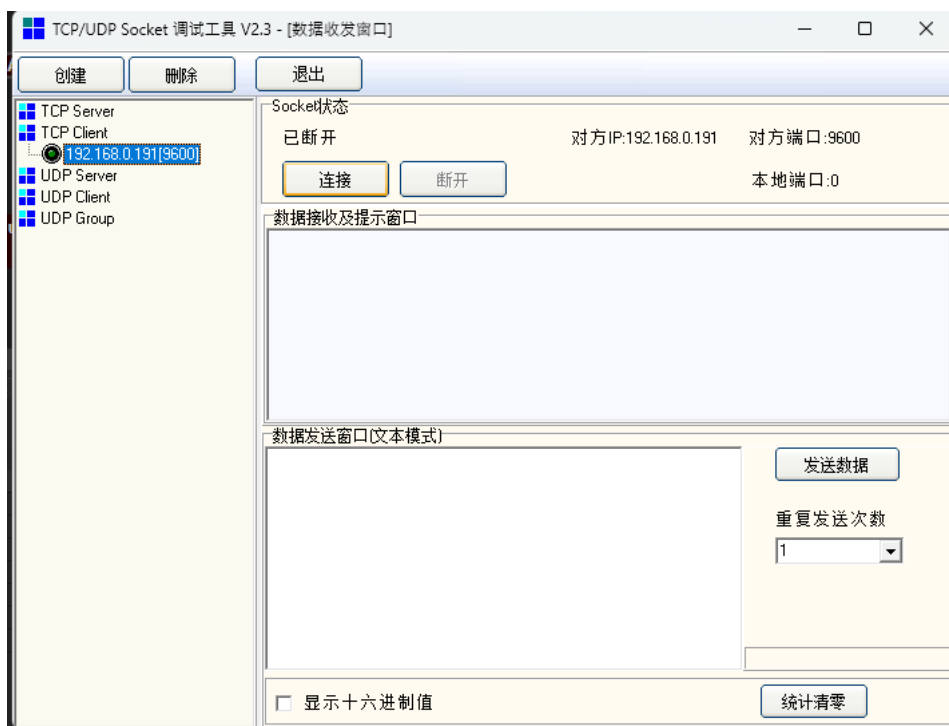 TCP/UDP Socket 调试工具 V2.3 - [数据收发窗口]
创建 删除 退出
TCP Server
TCP Client
192.168.0.191[9600]
UDP Server
UDP Client
UDP Group
Socket状态
已断开 对方IP:192.168.0.191 对方端口:9600
连接 断开 本地端口:0
数据接收及提示窗口
数据发送窗口(文本模式)
发送数据
重复发送次数
1
显示十六进制值 统计清零